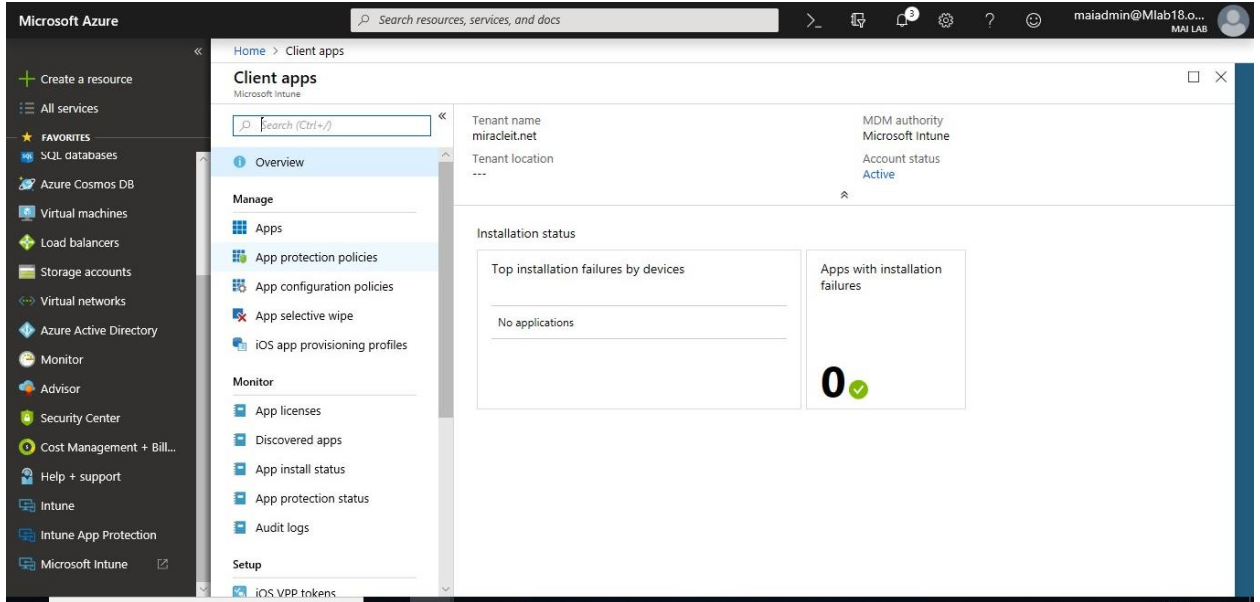 Microsoft Azure
Search resources, services, and docs
3
maiadmin@Mlab18.o...
MAI LAB
Create a resource
All services
FAVORITES
SQL databases
Azure Cosmos DB
Virtual machines
Load balancers
Storage accounts
Virtual networks
Azure Active Directory
Monitor
Advisor
Security Center
Cost Management + Bill...
Help + support
Intune
Intune App Protection
Microsoft Intune
Home > Client apps
Client apps
Microsoft Intune
Search (Ctrl+/)
Overview
Manage
Apps
App protection policies
App configuration policies
App selective wipe
iOS app provisioning profiles
Monitor
App licenses
Discovered apps
App install status
App protection status
Audit logs
Setup
iOS VPP tokens
Tenant name
miracleit.net
Tenant location
---
MDM authority
Microsoft Intune
Account status
Active
Installation status
Top installation failures by devices
No applications
Apps with installation
failures
0